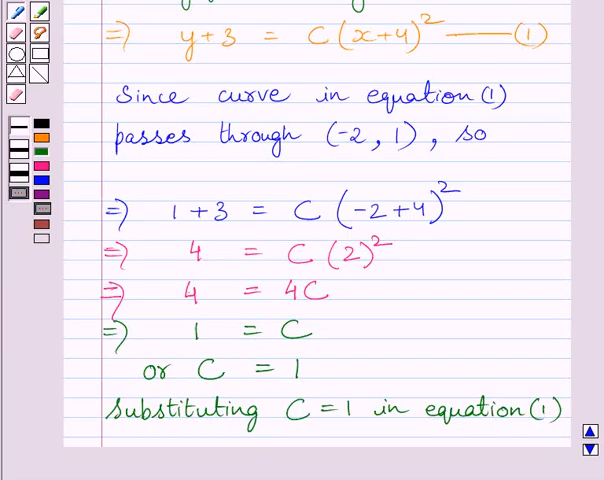 => y+3 = C(x+4)² ——(1)
Since curve in equation (1)
passes through (-2, 1), so
=> 1+3 = C(-2+4)²
=> 4 = C(2)²
=> 4 = 4C
=> 1 = C
or C = 1
substituting C=1 in equation (1)